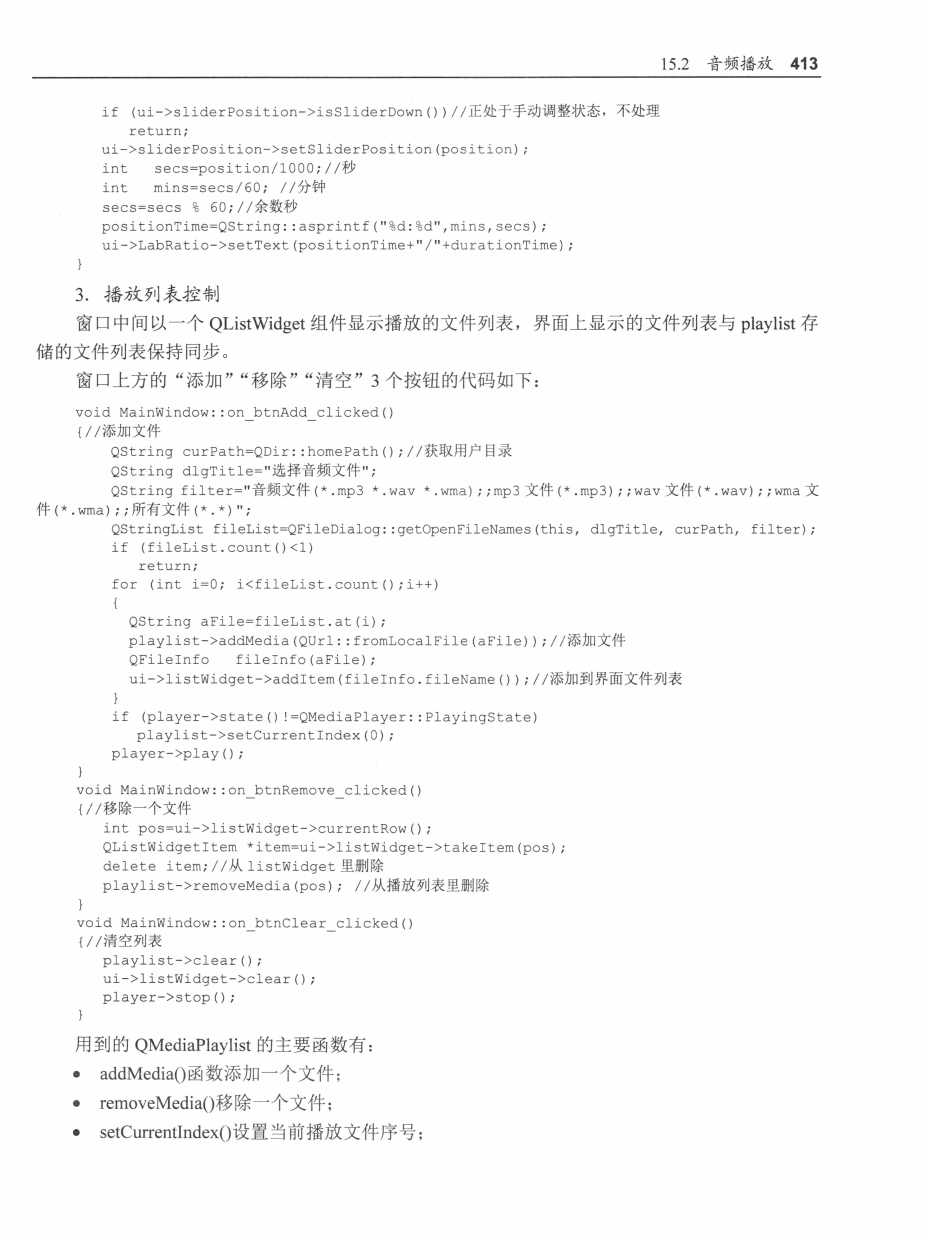 15.2 音频播放 413
if (ui->sliderPosition->isSliderDown())//正处于手动调整状态，不处理
return;
ui->sliderPosition->setSliderPosition(position);
int secs=position/1000;//秒
int mins=secs/60; //分钟
secs=secs % 60;//余数秒
positionTime=QString::asprintf("%d:%d",mins,secs);
ui->LabRatio->setText(positionTime+"/"+durationTime);
}
3．播放列表控制
窗口中间以一个 QListWidget 组件显示播放的文件列表，界面上显示的文件列表与 playlist 存
储的文件列表保持同步。
窗口上方的“添加”“移除”“清空”3 个按钮的代码如下：
void MainWindow::on_btnAdd_clicked()
{//添加文件
QString curPath=QDir::homePath();//获取用户目录
QString dlgTitle="选择音频文件";
QString filter="音频文件(*.mp3 *.wav *.wma);;mp3 文件(*.mp3);;wav 文件(*.wav);;wma 文
件(*.wma);;所有文件(*.*)";
QStringList fileList=QFileDialog::getOpenFileNames(this, dlgTitle, curPath, filter);
if (fileList.count()<1)
return;
for (int i=0; i<fileList.count();i++)
{
QString aFile=fileList.at(i);
playlist->addMedia(QUrl::fromLocalFile(aFile));//添加文件
QFileInfo fileInfo(aFile);
ui->listWidget->addItem(fileInfo.fileName());//添加到界面文件列表
}
if (player->state()!=QMediaPlayer::PlayingState)
playlist->setCurrentIndex(0);
player->play();
}
void MainWindow::on_btnRemove_clicked()
{//移除一个文件
int pos=ui->listWidget->currentRow();
QListWidgetItem *item=ui->listWidget->takeItem(pos);
delete item;//从 listWidget 里删除
playlist->removeMedia(pos); //从播放列表里删除
}
void MainWindow::on_btnClear_clicked()
{//清空列表
playlist->clear();
ui->listWidget->clear();
player->stop();
}
用到的 QMediaPlaylist 的主要函数有：
● addMedia()函数添加一个文件；
● removeMedia()移除一个文件；
● setCurrentIndex()设置当前播放文件序号；